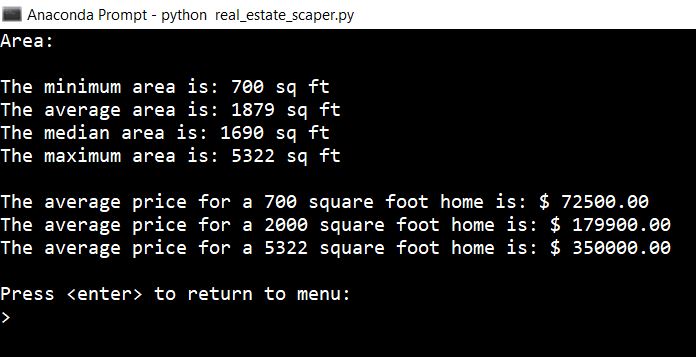 Anaconda Prompt - python  real_estate_scaper.py
Area:
The minimum area is: 700 sq ft
The average area is: 1879 sq ft
The median area is: 1690 sq ft
The maximum area is: 5322 sq ft
The average price for a 700 square foot home is: $ 72500.00
The average price for a 2000 square foot home is: $ 179900.00
The average price for a 5322 square foot home is: $ 350000.00
Press <enter> to return to menu:
>